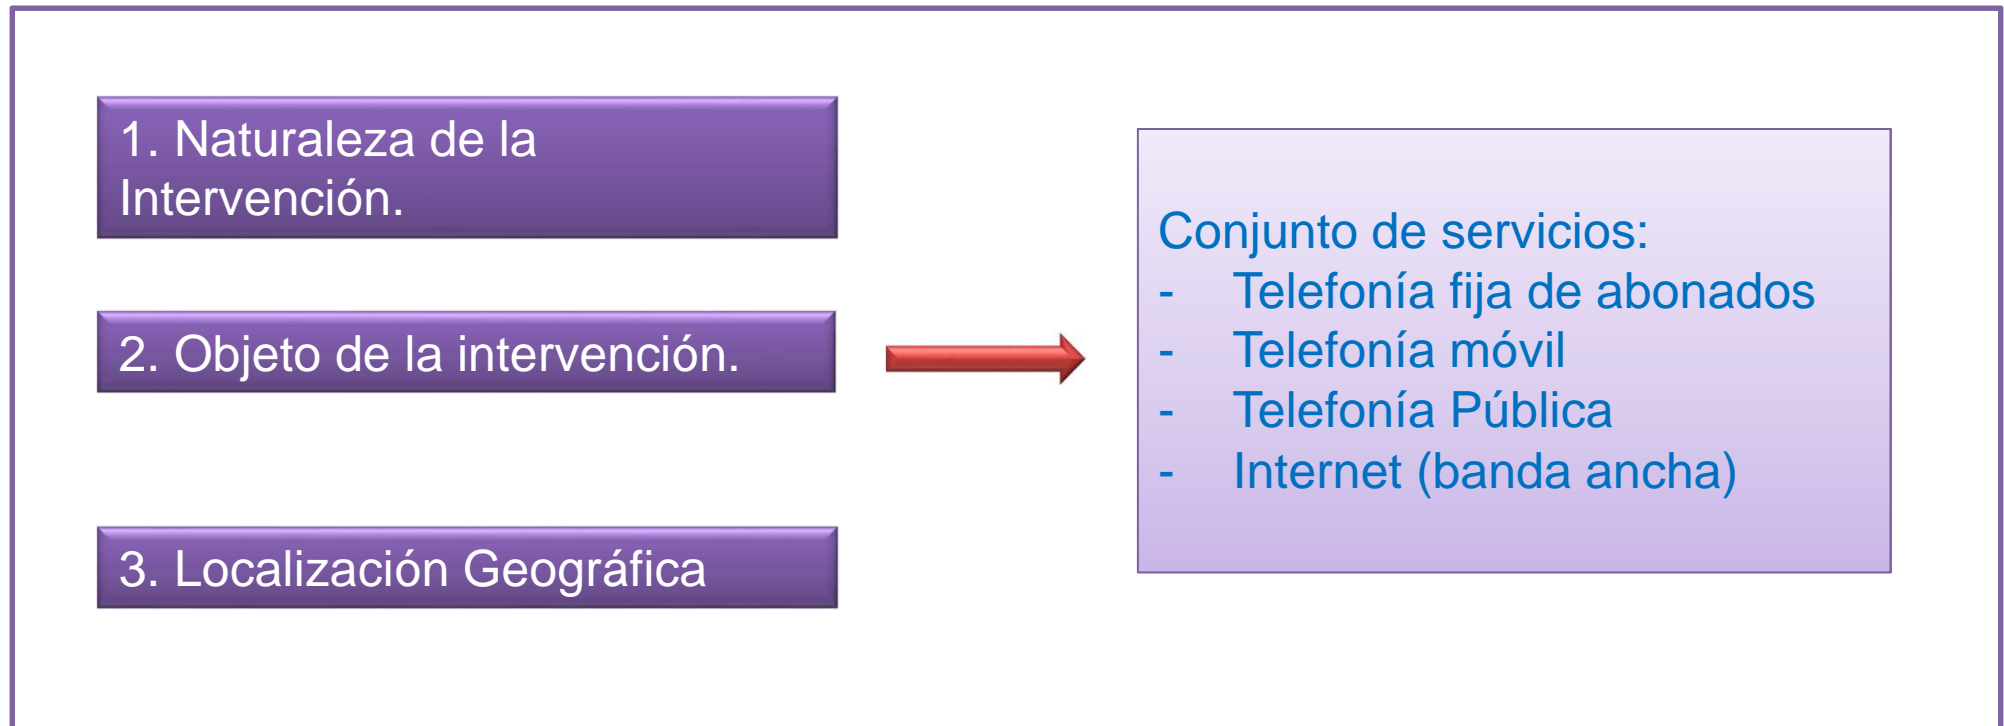 1. Naturaleza de la
Intervención.
2. Objeto de la intervención.
3. Localización Geográfica
Conjunto de servicios:
- Telefonía fija de abonados
- Telefonía móvil
- Telefonía Pública
- Internet (banda ancha)